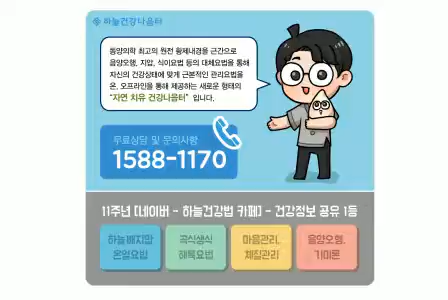 하늘건강나음터
동양의학 최고의 원전 황제내경을 근간으로
음양오행, 지압, 식이요법 등의 대체요법을 통해
자신의 건강상태에 맞게 근본적인 관리요법을
온, 오프라인을 통해 제공하는 새로운 형태의
"자연 치유 건강나음터" 입니다.
무료상담 및 문의사항
1588-1170
11주년 [네이버 - 하늘건강법 카페] - 건강정보 공유 1등
하늘배지압 곡식생식 마음관리, 음양오행,
온열요법 해독요법 체질관리 기미론